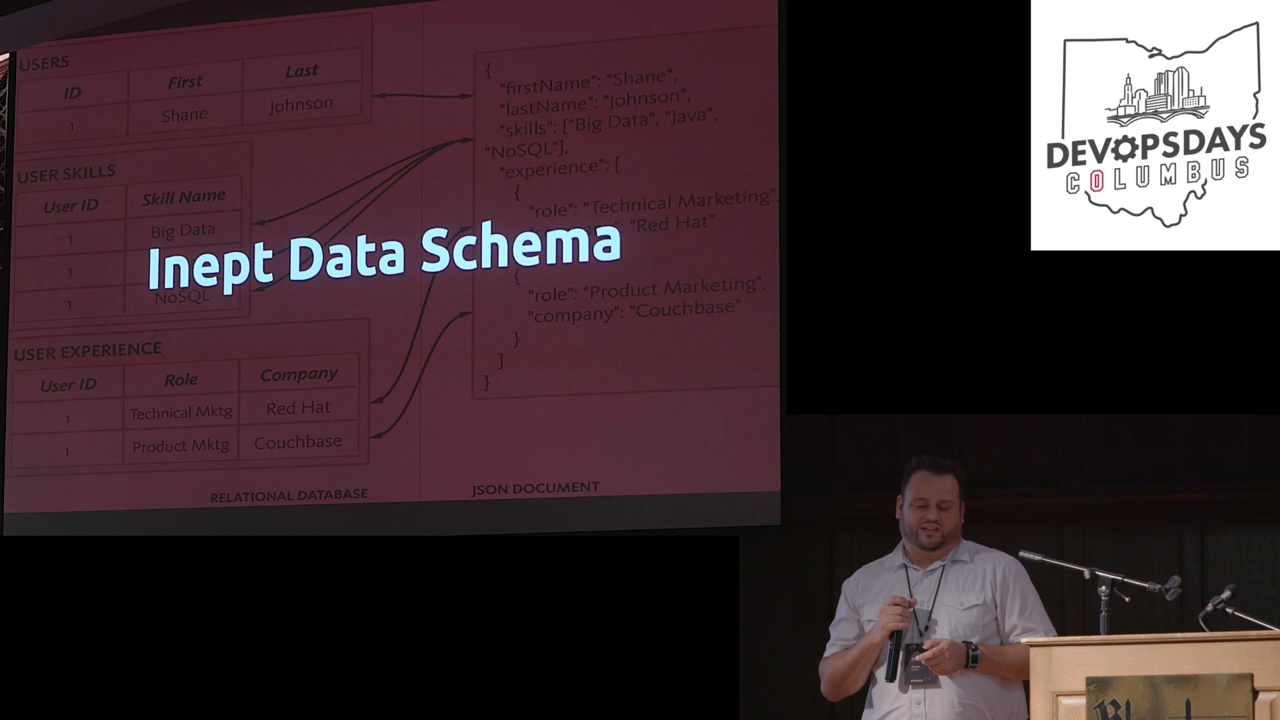 USERS
ID First Last
1 Shane Johnson
USER SKILLS
User ID Skill Name
1 Big Data
1
1 NoSQL
Inept Data Schema
USER EXPERIENCE
User ID Role Company
1 Technical Mktg Red Hat
1 Product Mktg Couchbase
RELATIONAL DATABASE
{
"firstName": "Shane",
"lastName": "Johnson",
"skills": ["Big Data", "Java",
"NoSQL"],
"experience": [
{
"role": "Technical Marketing",
"Red Hat"
{
"role": "Product Marketing",
"company": "Couchbase"
}
]
}
JSON DOCUMENT
DEVOPSDAYS
COLUMBUS